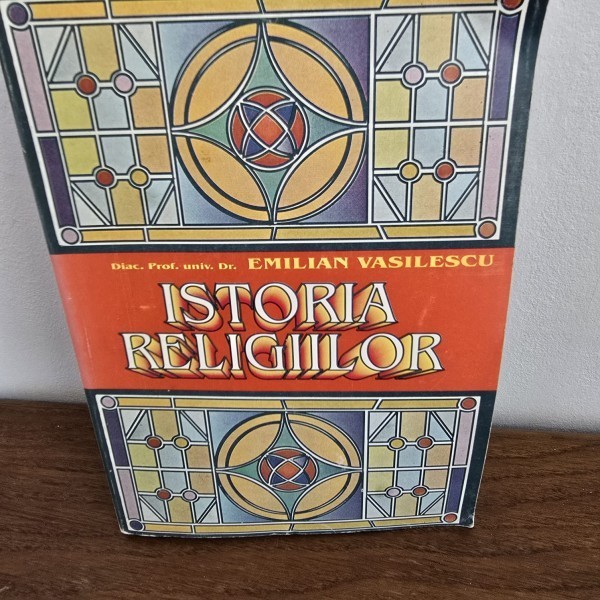 Diac. Prof. univ. Dr. EMILIAN VASILESCU
ISTORIA
RELIGIILOR